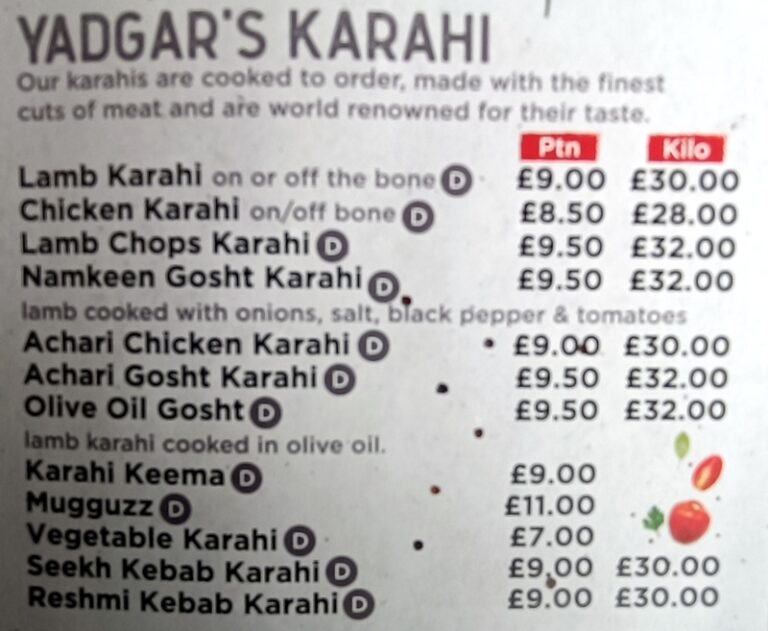 YADGAR'S KARAHI
Our karahis are cooked to order, made with the finest
cuts of meat and are world renowned for their taste.
Ptn Kilo
Lamb Karahi on or off the bone D £9.00 £30.00
Chicken Karahi on/off bone D £8.50 £28.00
Lamb Chops Karahi D £9.50 £32.00
Namkeen Gosht Karahi D £9.50 £32.00
lamb cooked with onions, salt, black pepper & tomatoes
Achari Chicken Karahi D £9.00 £30.00
Achari Gosht Karahi D £9.50 £32.00
Olive Oil Gosht D £9.50 £32.00
lamb karahi cooked in olive oil.
Karahi Keema D £9.00
Mugguzz D £11.00
Vegetable Karahi D £7.00
Seekh Kebab Karahi D £9.00 £30.00
Reshmi Kebab Karahi D £9.00 £30.00